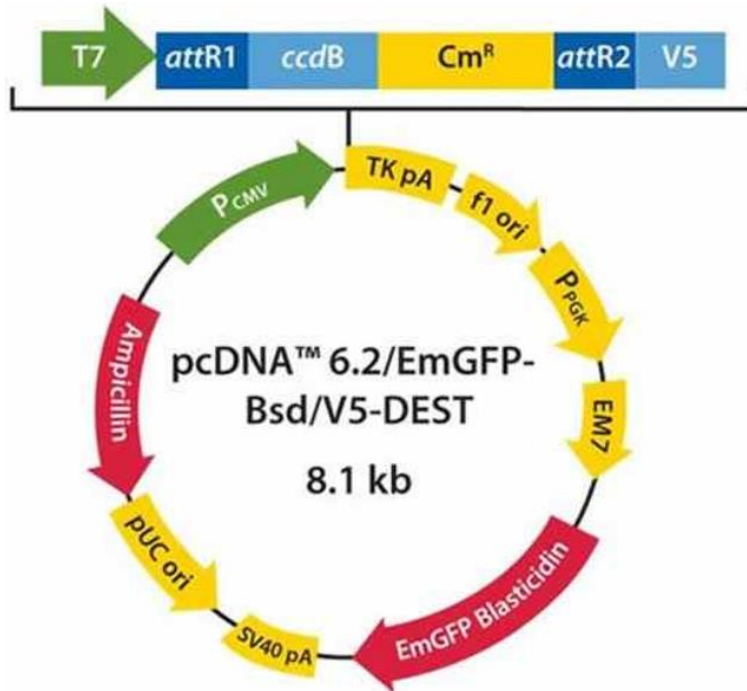 T7 attR1 ccdB CmR attR2 V5
TK pA
f1 ori
PPGK
EM7
EmGFP Blasticidin
SV40 pA
pUC ori
Ampicillin
PCMV
pcDNA™ 6.2/EmGFP-
Bsd/V5-DEST
8.1 kb